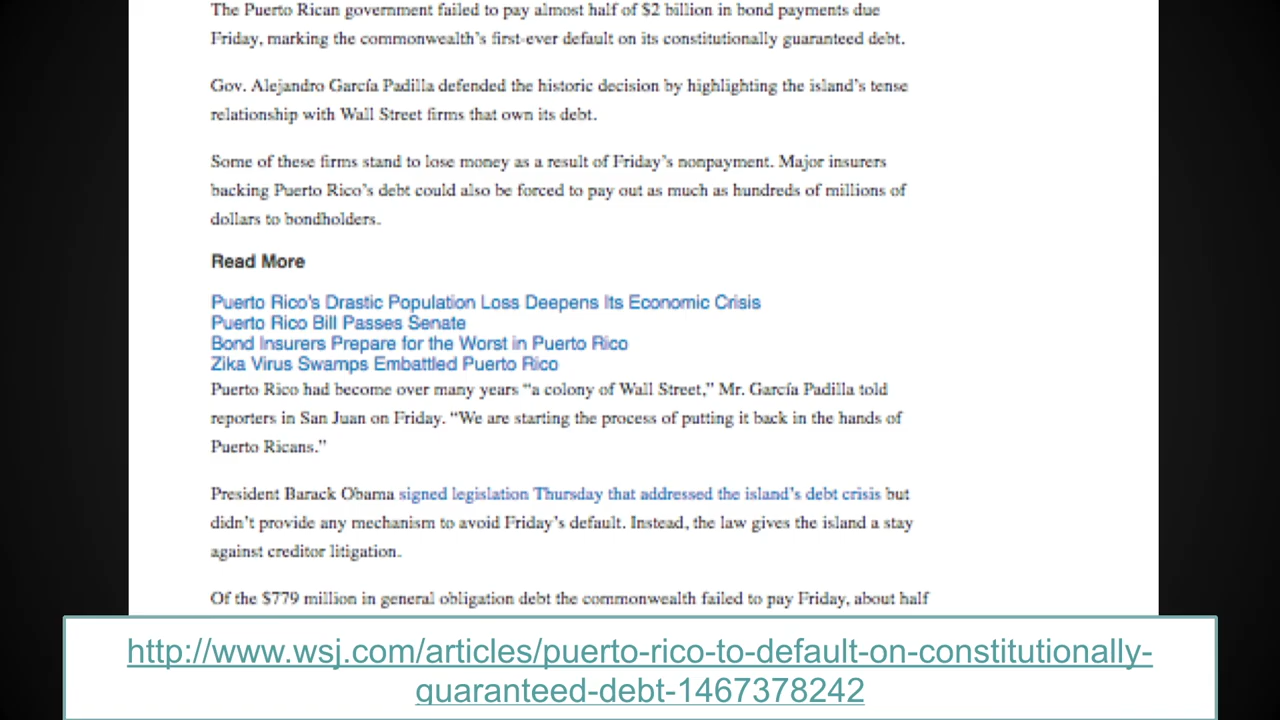 The Puerto Rican government failed to pay almost half of $2 billion in bond payments due
Friday, marking the commonwealth's first-ever default on its constitutionally guaranteed debt.
Gov. Alejandro García Padilla defended the historic decision by highlighting the island's tense
relationship with Wall Street firms that own its debt.
Some of these firms stand to lose money as a result of Friday's nonpayment. Major insurers
backing Puerto Rico's debt could also be forced to pay out as much as hundreds of millions of
dollars to bondholders.
Read More
Puerto Rico's Drastic Population Loss Deepens Its Economic Crisis
Puerto Rico Bill Passes Senate
Bond Insurers Prepare for the Worst in Puerto Rico
Zika Virus Swamps Embattled Puerto Rico
Puerto Rico had become over many years “a colony of Wall Street,” Mr. García Padilla told
reporters in San Juan on Friday. “We are starting the process of putting it back in the hands of
Puerto Ricans.”
President Barack Obama signed legislation Thursday that addressed the island's debt crisis but
didn't provide any mechanism to avoid Friday's default. Instead, the law gives the island a stay
against creditor litigation.
Of the $779 million in general obligation debt the commonwealth failed to pay Friday, about half
http://www.wsj.com/articles/puerto-rico-to-default-on-constitutionally-
guaranteed-debt-1467378242